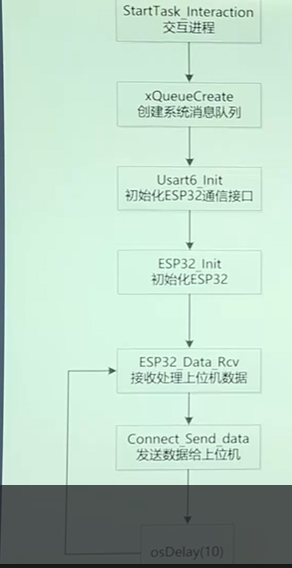 StartTask_Interaction
交互进程
xQueueCreate
创建系统消息队列
Usart6_Init
初始化ESP32通信接口
ESP32_Init
初始化ESP32
ESP32_Data_Rcv
接收处理上位机数据
Connect_Send_data
发送数据给上位机
osDelay(10)